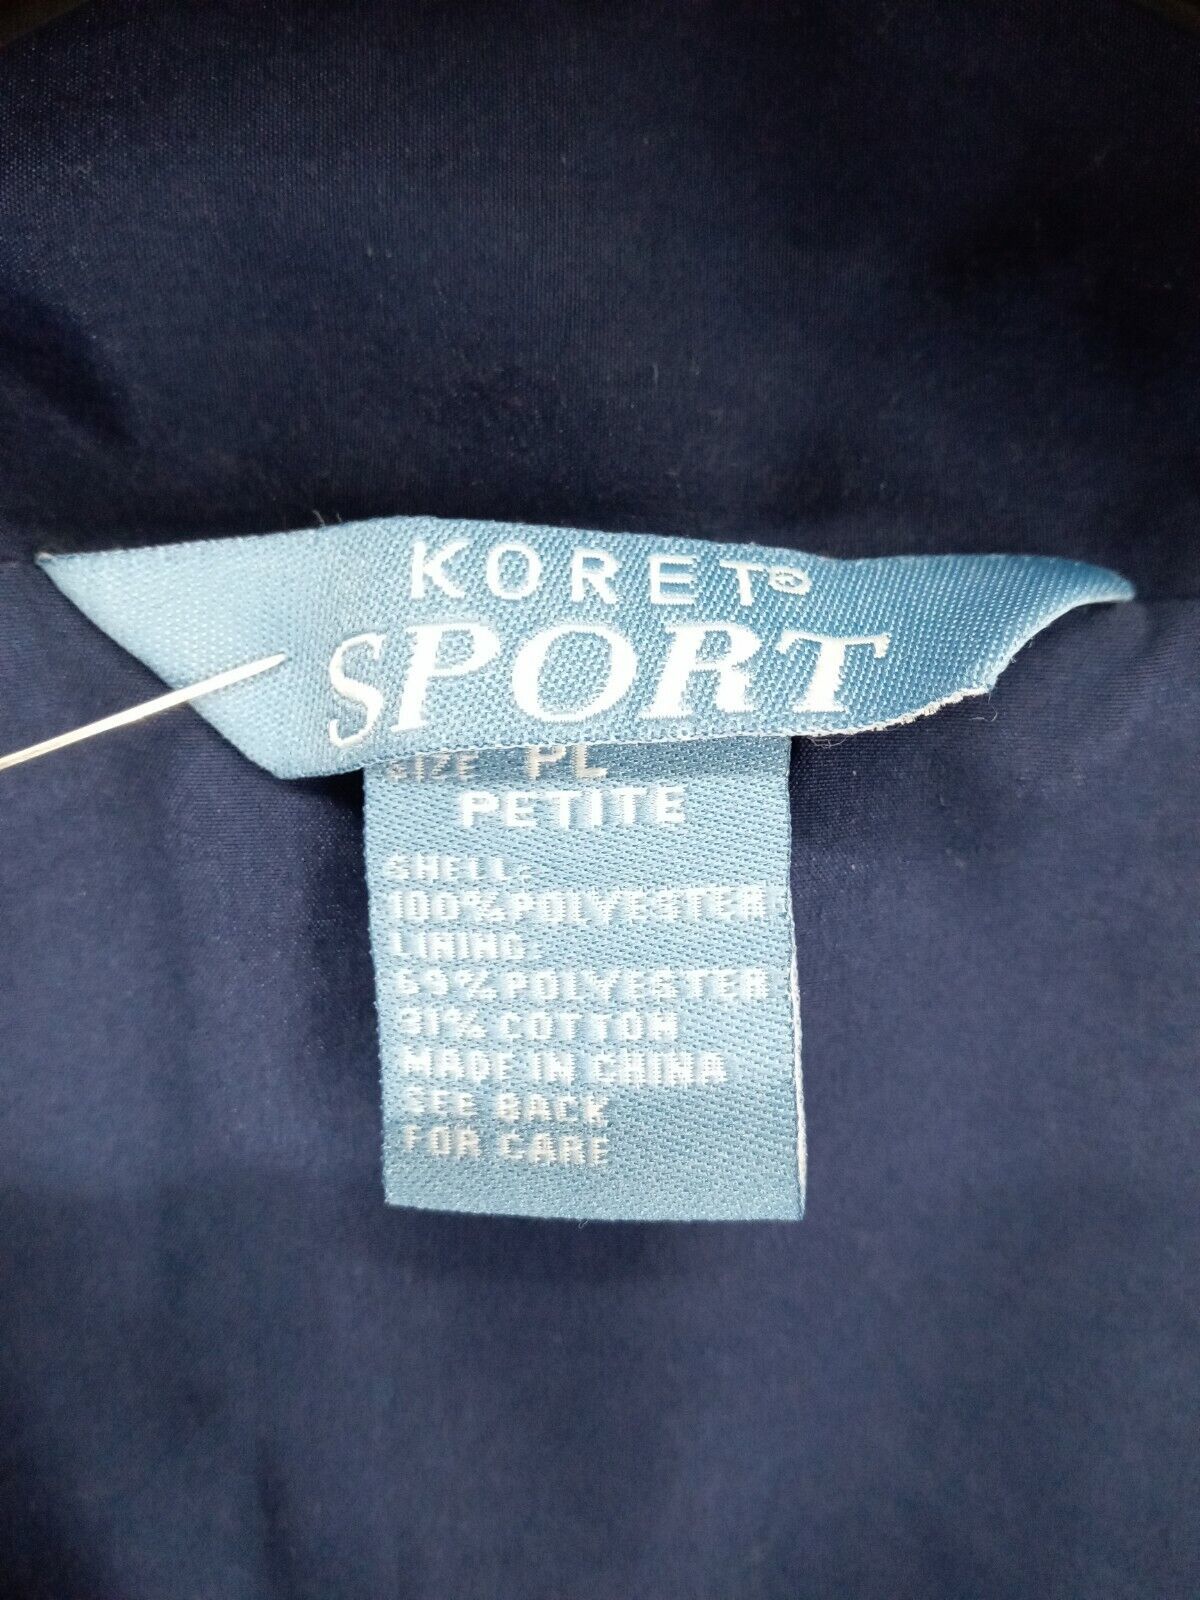 KORET®
SPORT
SIZE PL
PETITE
SHELL:
100% POLYESTER
LINING:
69% POLYESTER
31% COTTON
MADE IN CHINA
SEE BACK
FOR CARE